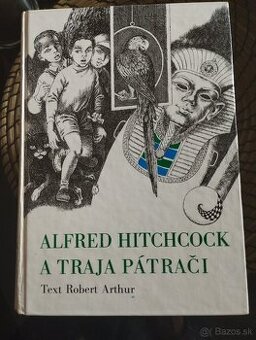 ALFRED HITCHCOCK
A TRAJA PÁTRAČI
Text Robert Arthur
Bazos.sk